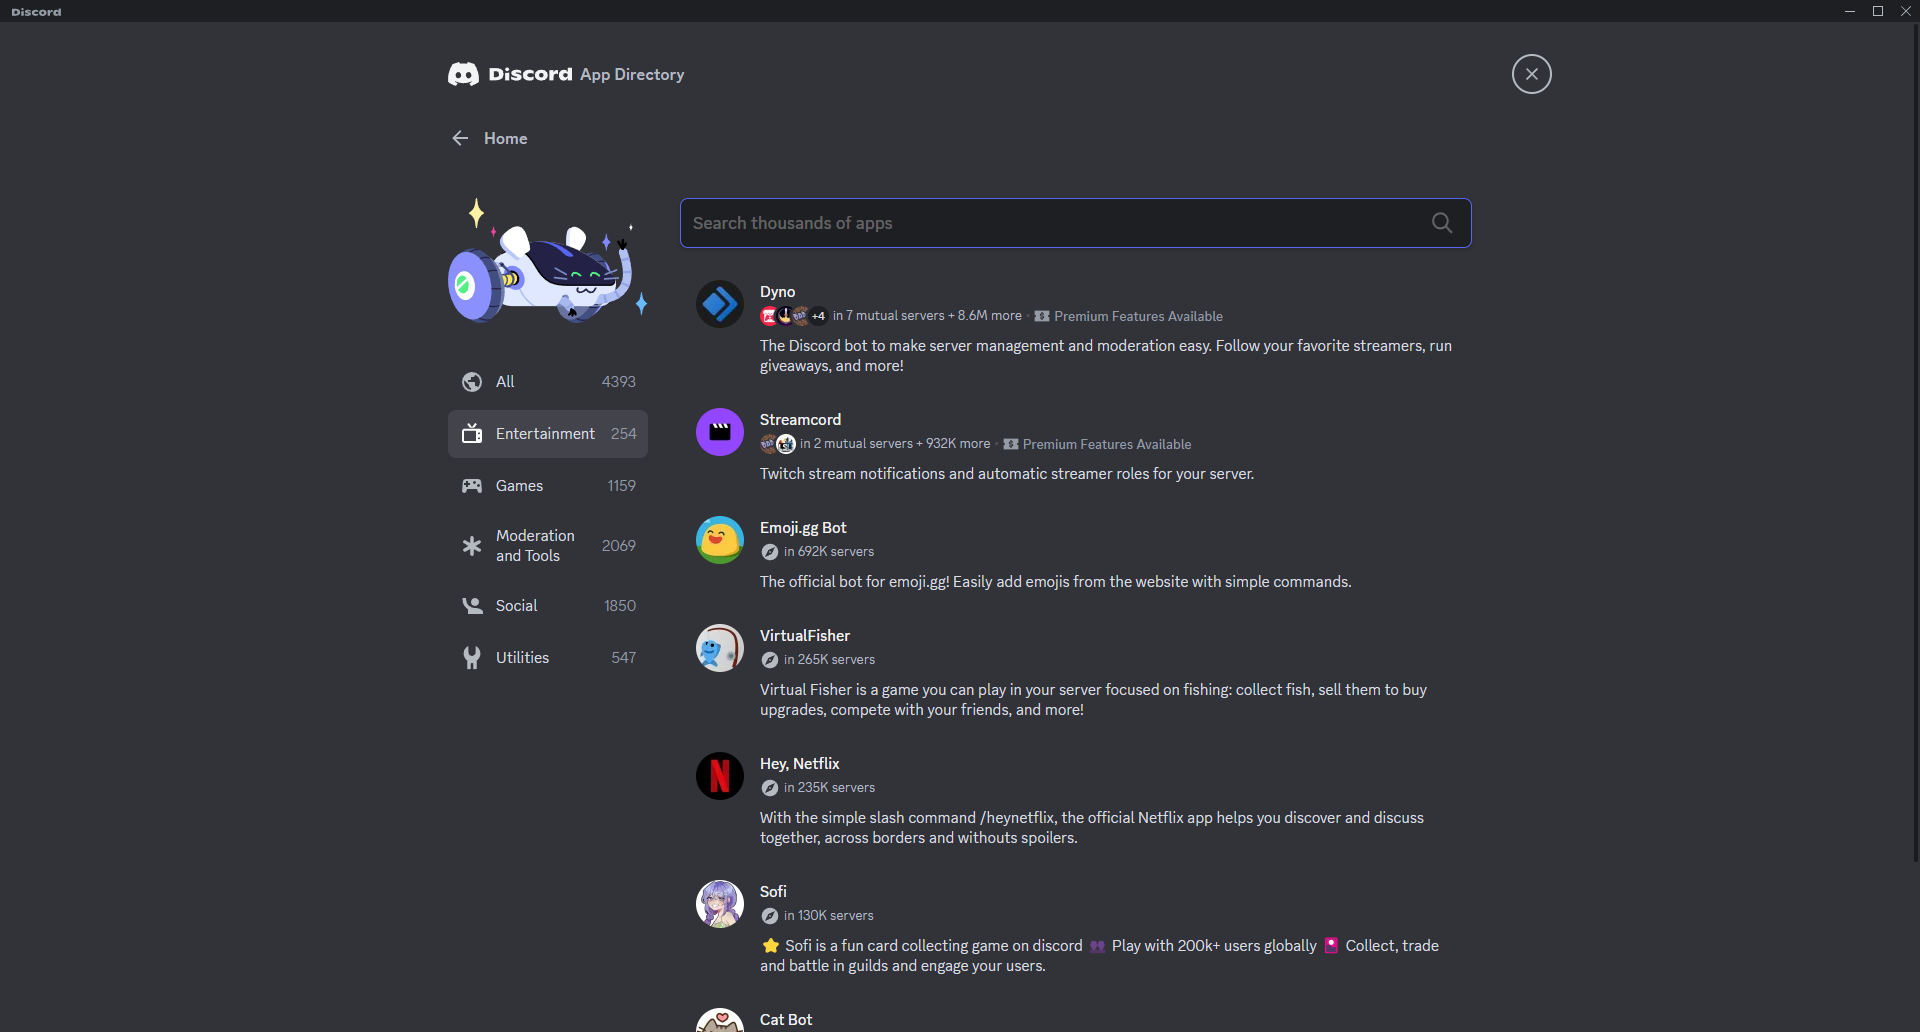 Discord
Discord App Directory
Home
Search thousands of apps
All 4393
Entertainment 254
Games 1159
Moderation
and Tools 2069
Social 1850
Utilities 547
Dyno
+4 in 7 mutual servers + 8.6M more · Premium Features Available
The Discord bot to make server management and moderation easy. Follow your favorite streamers, run
giveaways, and more!
Streamcord
in 2 mutual servers + 932K more · Premium Features Available
Twitch stream notifications and automatic streamer roles for your server.
Emoji.gg Bot
in 692K servers
The official bot for emoji.gg! Easily add emojis from the website with simple commands.
VirtualFisher
in 265K servers
Virtual Fisher is a game you can play in your server focused on fishing: collect fish, sell them to buy
upgrades, compete with your friends, and more!
N
Hey, Netflix
in 235K servers
With the simple slash command /heynetflix, the official Netflix app helps you discover and discuss
together, across borders and withouts spoilers.
Sofi
in 130K servers
⭐ Sofi is a fun card collecting game on discord 👥 Play with 200k+ users globally 🎴 Collect, trade
and battle in guilds and engage your users.
Cat Bot